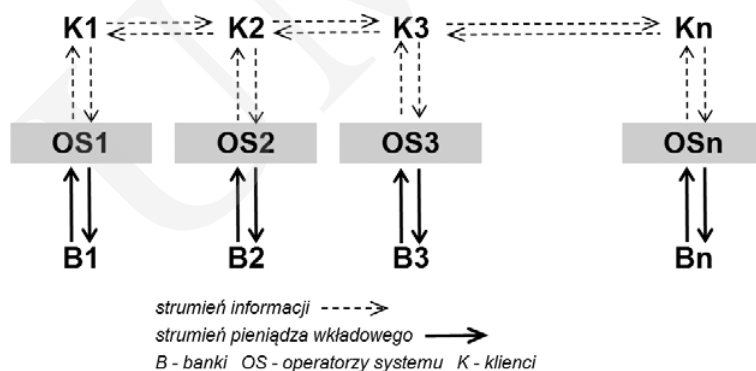 K1 K2 K3 Kn
OS1 OS2 OS3 OSn
B1 B2 B3 Bn
strumień informacji
strumień pieniądza wkładowego
B - banki OS - operatorzy systemu K - klienci